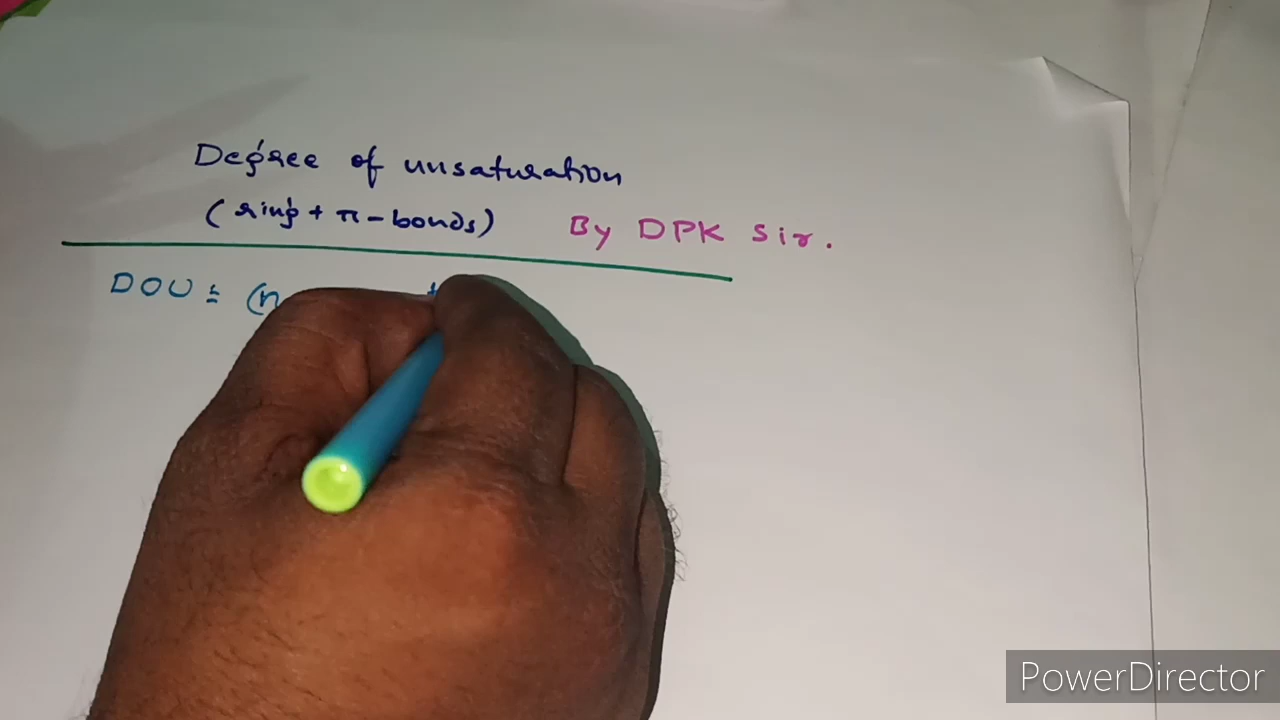 Degree of unsaturation
(ring + π - bonds) By DPK Sir.
DOU = (n
PowerDirector